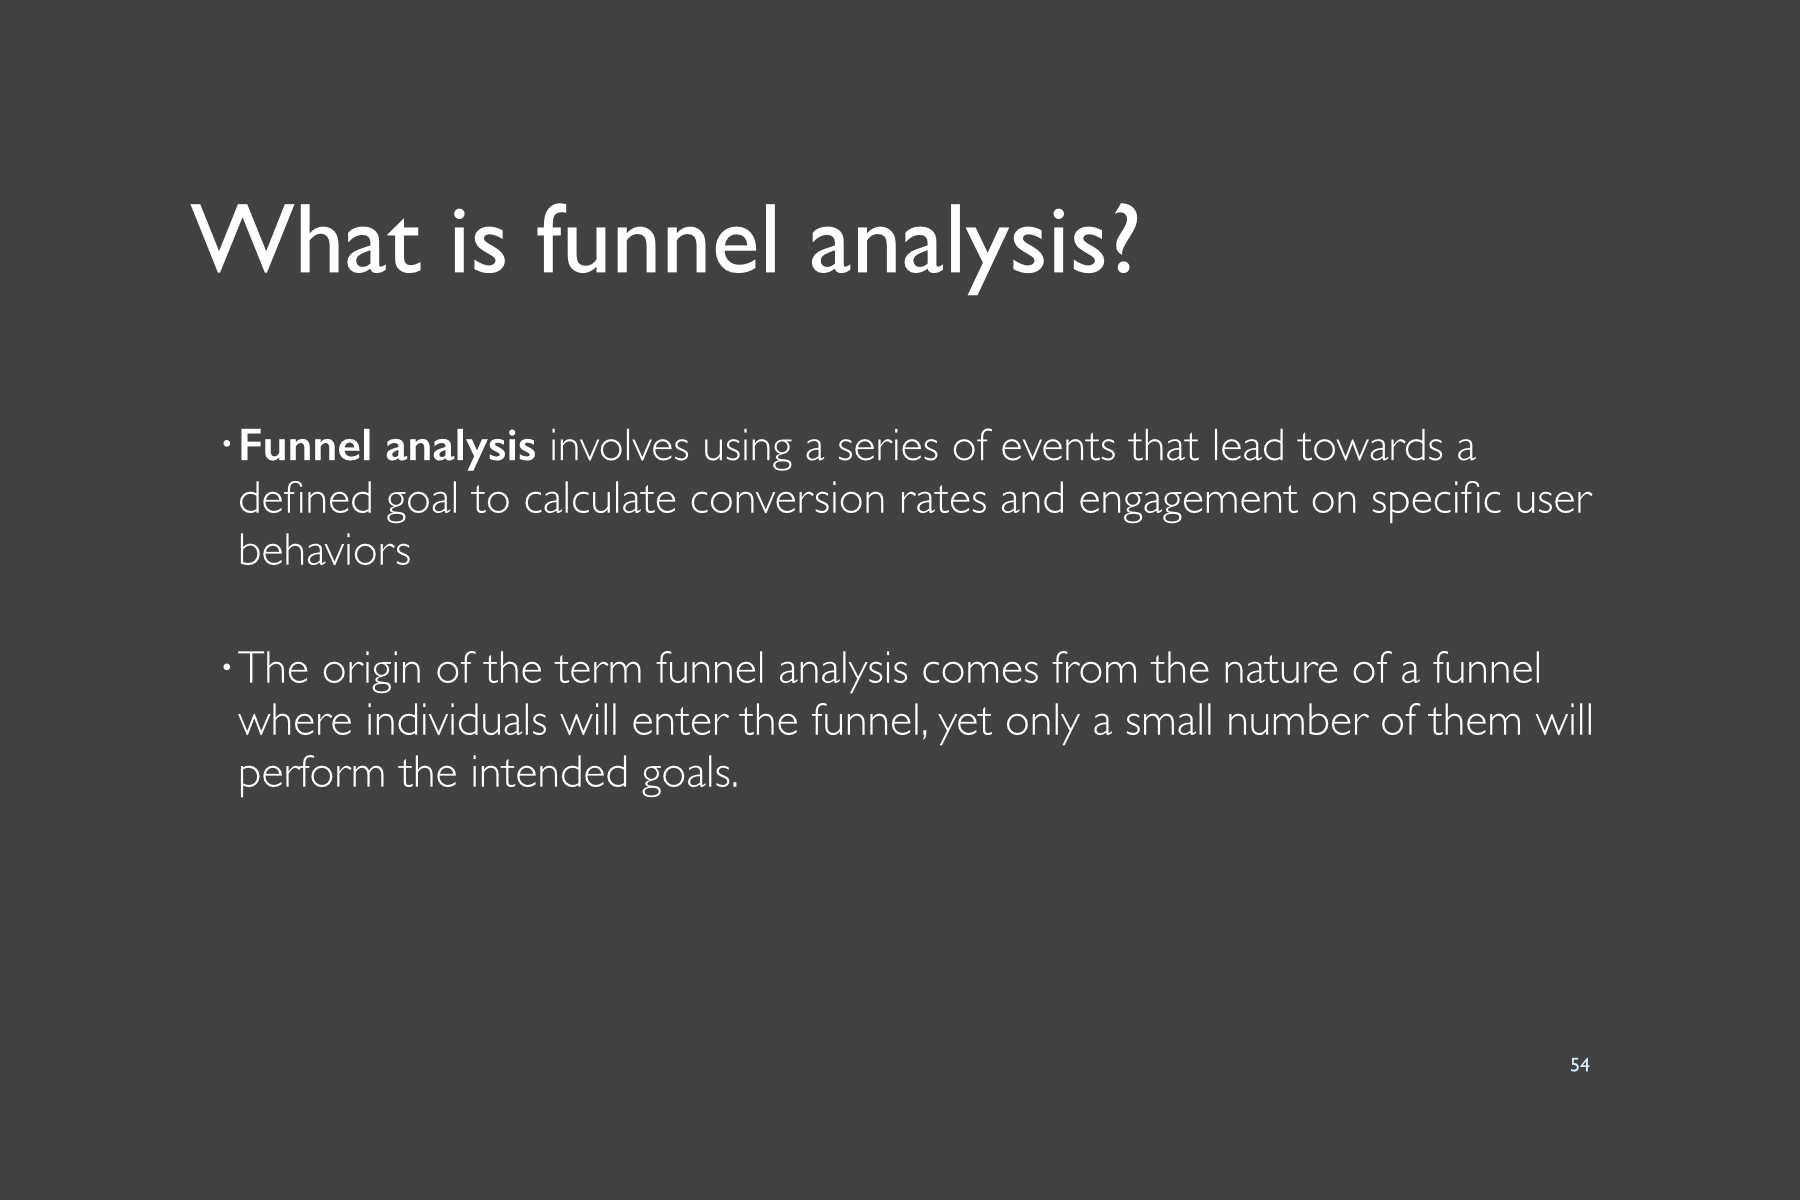 What is funnel analysis?
• Funnel analysis involves using a series of events that lead towards a
defined goal to calculate conversion rates and engagement on specific user
behaviors
• The origin of the term funnel analysis comes from the nature of a funnel
where individuals will enter the funnel, yet only a small number of them will
perform the intended goals.
54